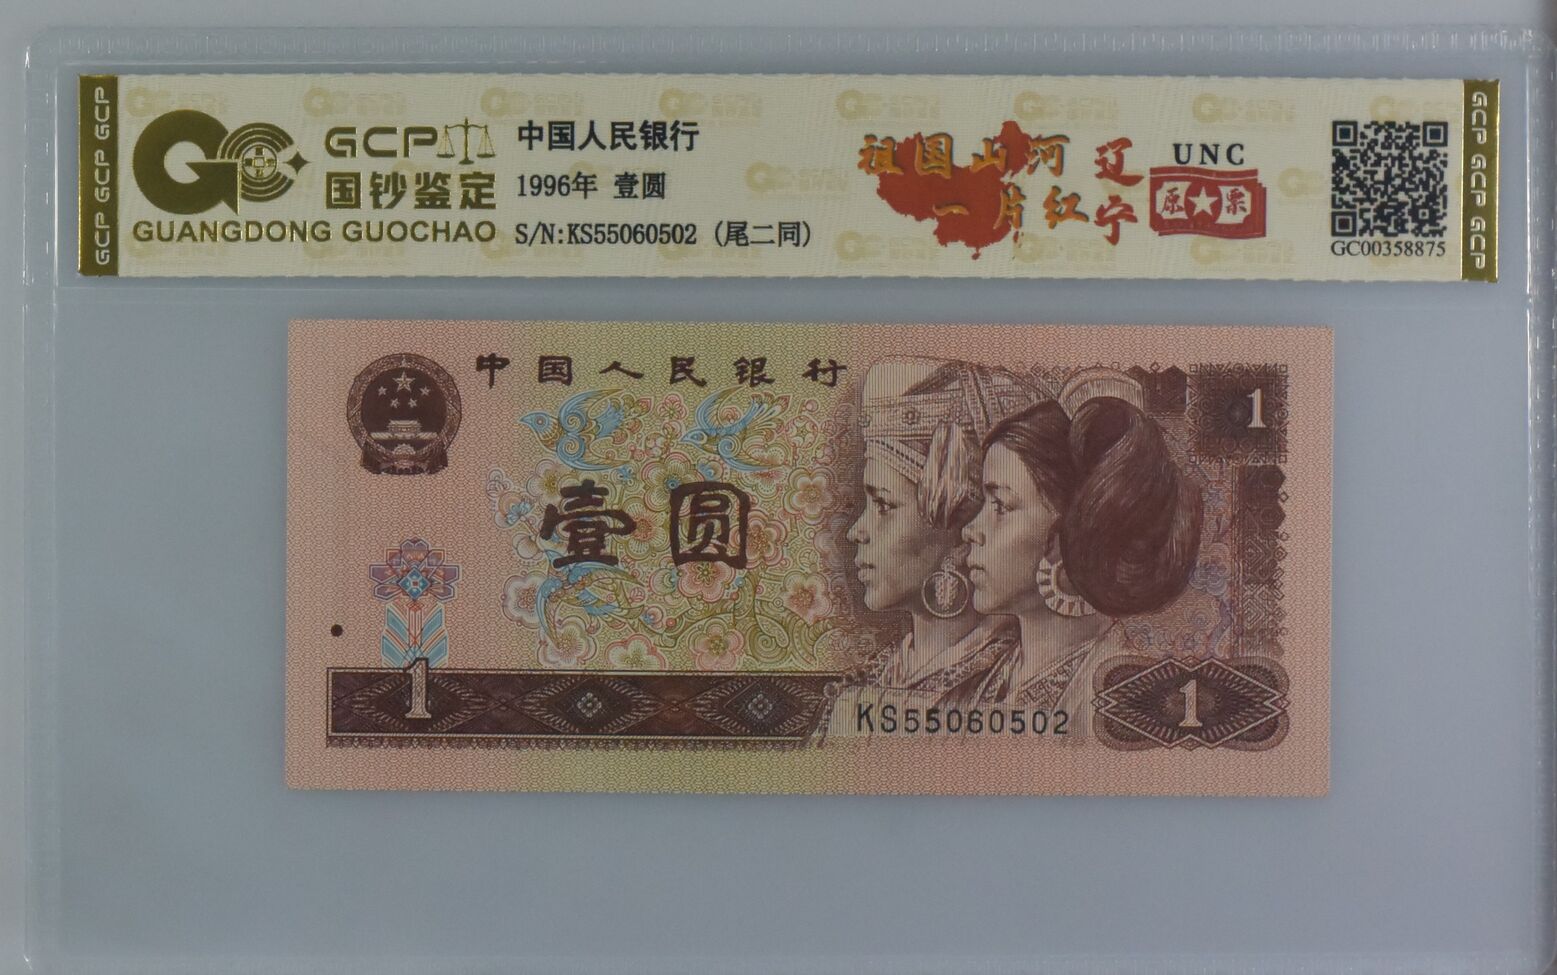 GCP GCP GCP
GCP
国钞鉴定
GUANGDONG GUOCHAO
中国人民银行
1996年 壹圆
S/N:KS55060502 (尾二同)
祖国山河
一片红
辽宁
UNC
原票
GC00358875
GCP GCP GCP
中国人民银行
1
壹圆
1
KS55060502
1